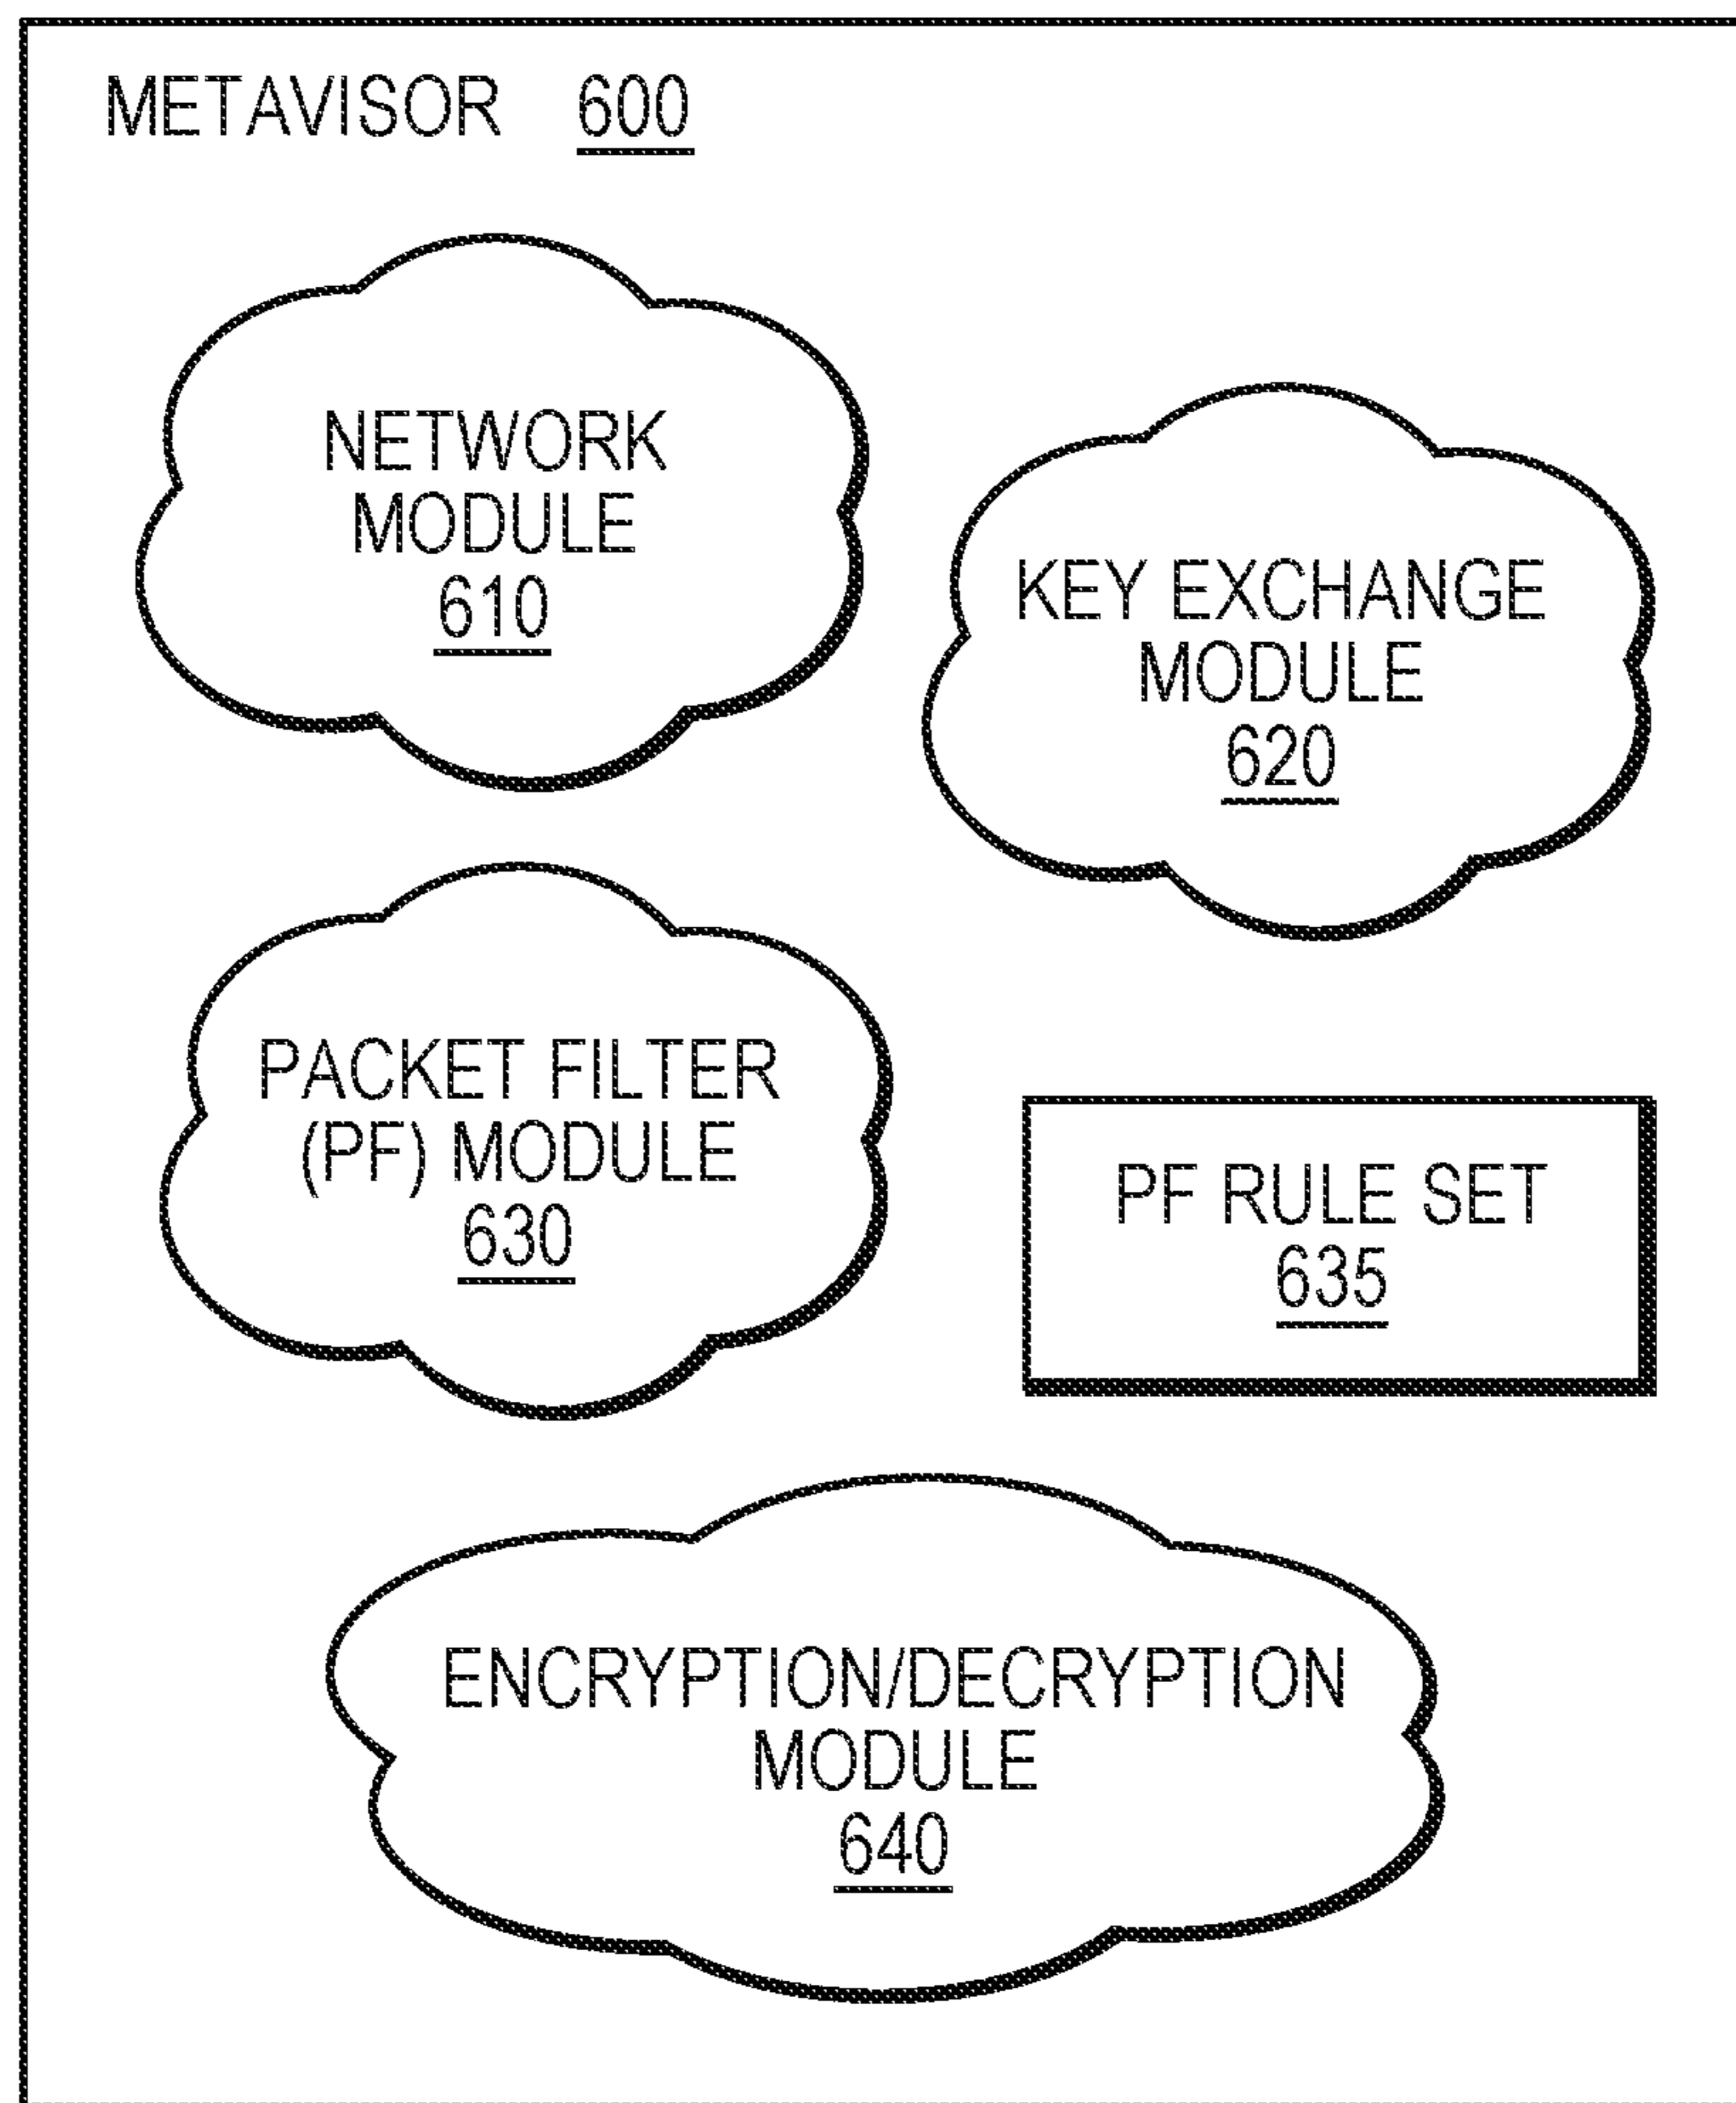 METAVISOR 600
NETWORK
MODULE
610
KEY EXCHANGE
MODULE
620
PACKET FILTER
(PF) MODULE
630
PF RULE SET
635
ENCRYPTION/DECRYPTION
MODULE
640